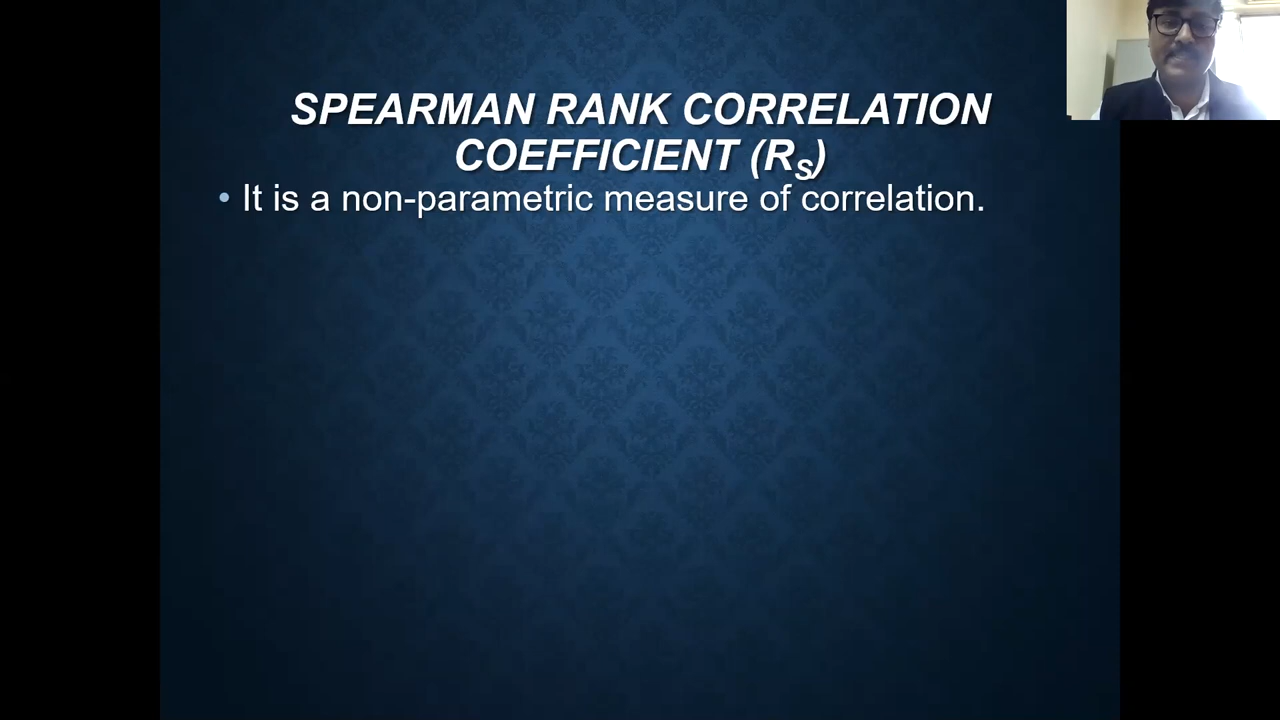 SPEARMAN RANK CORRELATION
COEFFICIENT (RS)
• It is a non-parametric measure of correlation.